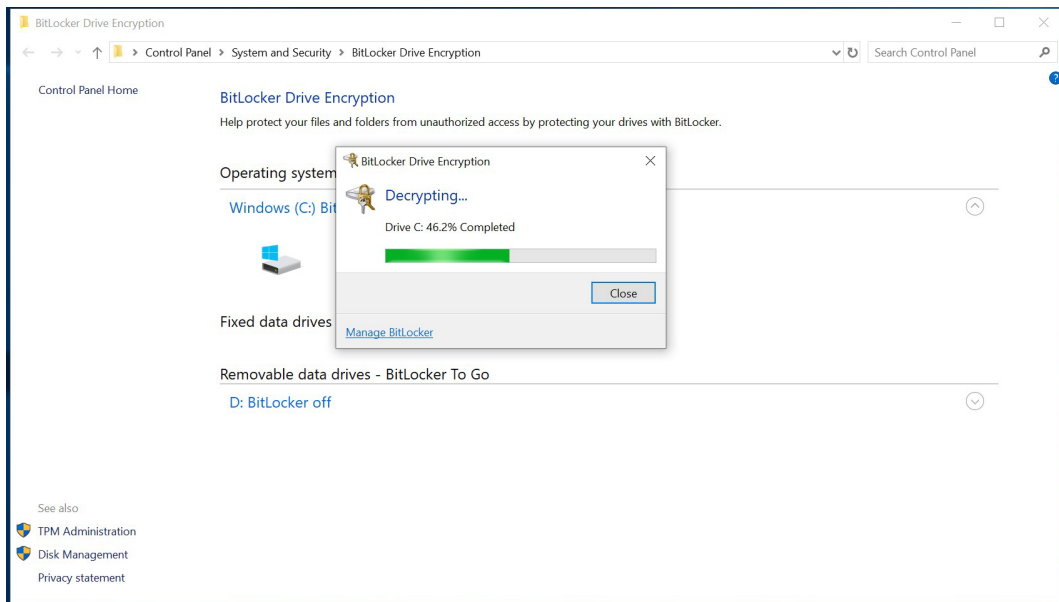 BitLocker Drive Encryption
Control Panel > System and Security > BitLocker Drive Encryption
Search Control Panel
?
Control Panel Home
BitLocker Drive Encryption
Help protect your files and folders from unauthorized access by protecting your drives with BitLocker.
Operating system
Windows (C:) Bit
BitLocker Drive Encryption
Decrypting...
Drive C: 46.2% Completed
Close
Manage BitLocker
Fixed data drives
Removable data drives - BitLocker To Go
D: BitLocker off
See also
TPM Administration
Disk Management
Privacy statement